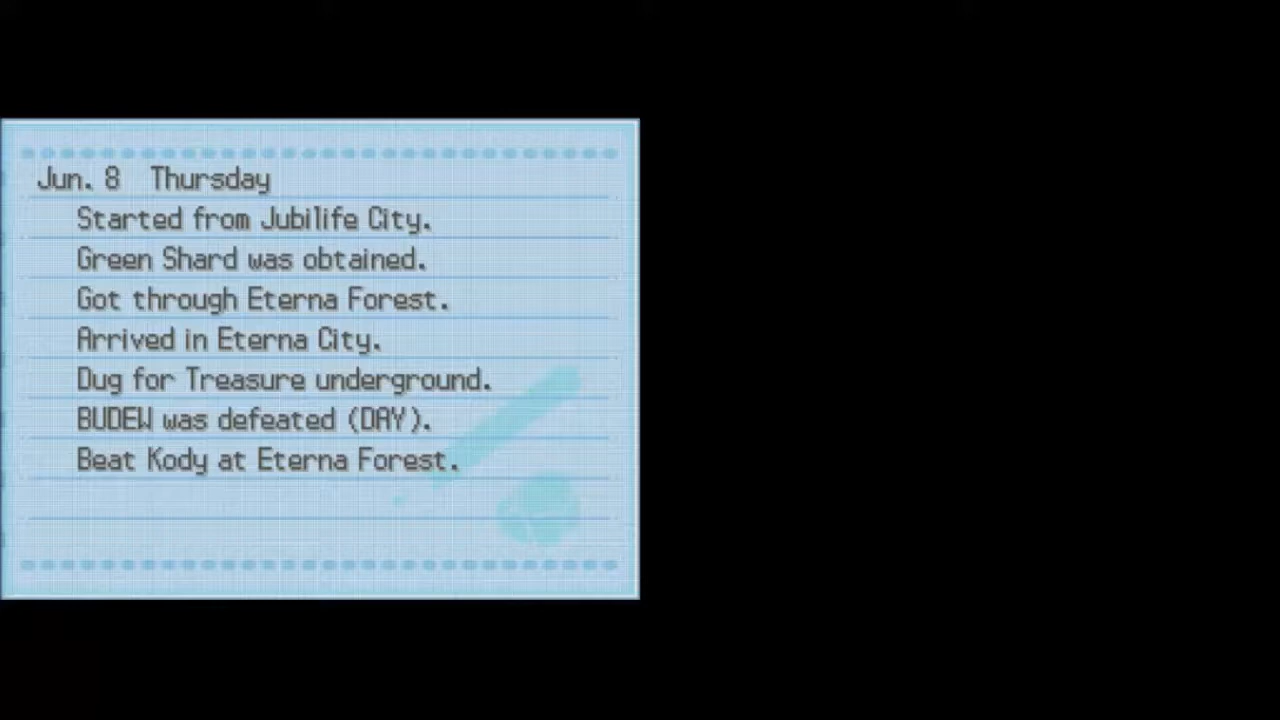 Jun. 8 Thursday
Started from Jubilife City.
Green Shard was obtained.
Got through Eterna Forest.
Arrived in Eterna City.
Dug for Treasure underground.
BUDEW was defeated (DAY).
Beat Kody at Eterna Forest.